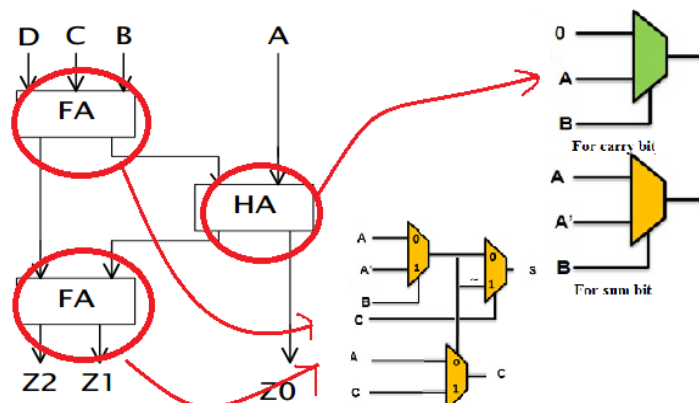 D C B A
FA
HA
FA
Z2 Z1 Z0
0
A
B
For carry bit
A
A'
B
For sum bit
A 0
A' 1
B
C
0
1
S
A 0
C 1
C